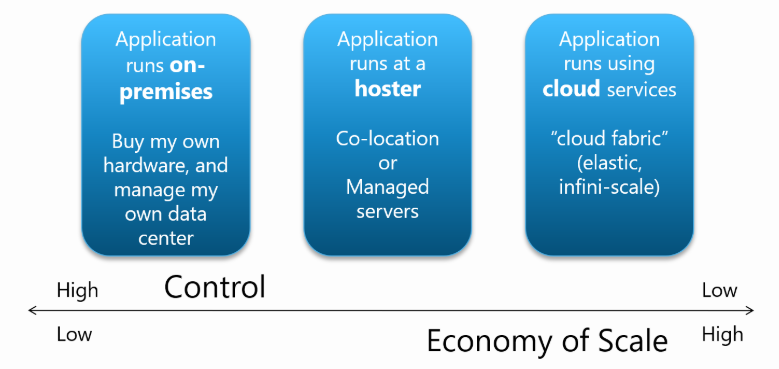 Application
runs on-
premises
Buy my own
hardware, and
manage my
own data
center
Application
runs at a
hoster
Co-location
or
Managed
servers
Application
runs using
cloud services
“cloud fabric“
(elastic,
infini-scale)
High
Control
Low
Low
Economy of Scale
High